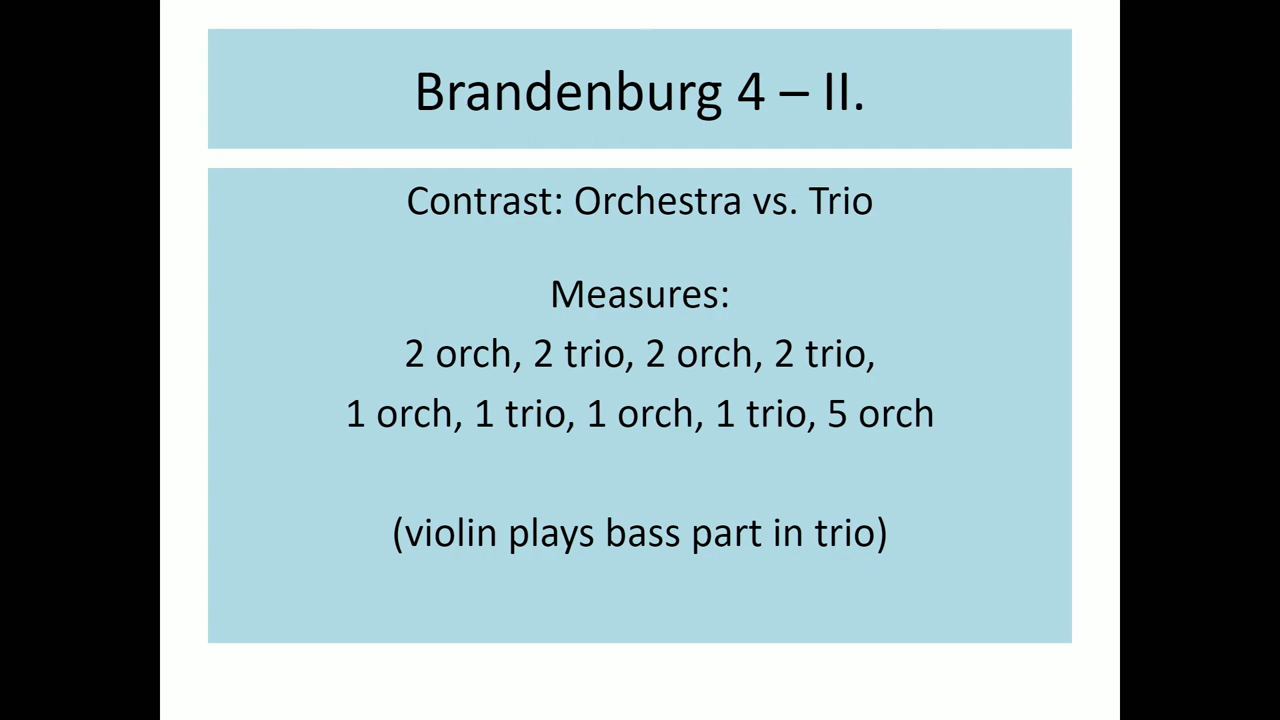 Brandenburg 4 – II.
Contrast: Orchestra vs. Trio
Measures:
2 orch, 2 trio, 2 orch, 2 trio,
1 orch, 1 trio, 1 orch, 1 trio, 5 orch
(violin plays bass part in trio)